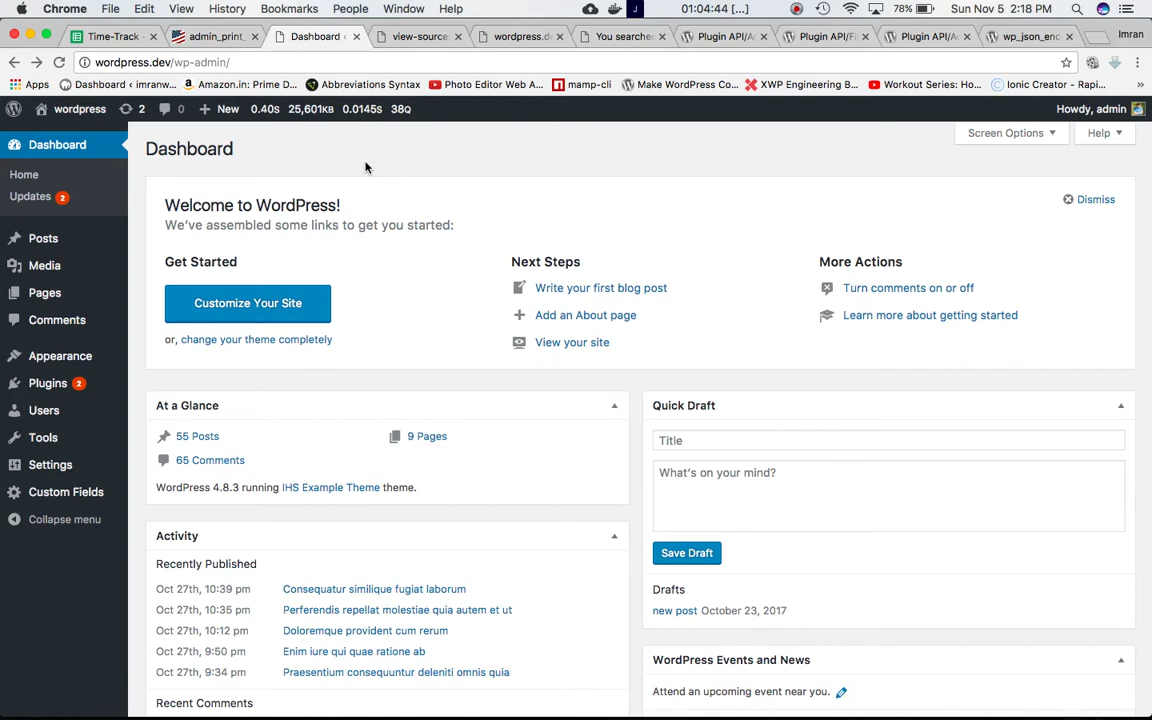 Chrome File Edit View History Bookmarks People Window Help J 01:04:44 [...] 78% Sun Nov 5 2:18 PM
Time-Track - admin_print_ Dashboard ‹ view-source: wordpress.de You searched Plugin API/A Plugin API/Fi Plugin API/A wp_json_enc Imran
wordpress.dev/wp-admin/
Apps Dashboard ‹ imranw... Amazon.in: Prime D... Abbreviations Syntax Photo Editor Web A... mamp-cli Make WordPress Co... XWP Engineering B... Workout Series: Ho... Ionic Creator - Rapi... »
wordpress 2 0 New 0.40S 25,601KB 0.0145S 38Q Howdy, admin
Dashboard
Home
Updates 2
Posts
Media
Pages
Comments
Appearance
Plugins 2
Users
Tools
Settings
Custom Fields
Collapse menu
Dashboard
Screen Options Help
Welcome to WordPress!
We've assembled some links to get you started:
Dismiss
Get Started
Customize Your Site
or, change your theme completely
Next Steps
Write your first blog post
Add an About page
View your site
More Actions
Turn comments on or off
Learn more about getting started
At a Glance
55 Posts 9 Pages
65 Comments
WordPress 4.8.3 running IHS Example Theme theme.
Activity
Recently Published
Oct 27th, 10:39 pm Consequatur similique fugiat laborum
Oct 27th, 10:35 pm Perferendis repellat molestiae quia autem et ut
Oct 27th, 10:12 pm Doloremque provident cum rerum
Oct 27th, 9:50 pm Enim iure qui quae ratione ab
Oct 27th, 9:34 pm Praesentium consequuntur deleniti omnis quia
Recent Comments
Quick Draft
Title
What's on your mind?
Save Draft
Drafts
new post October 23, 2017
WordPress Events and News
Attend an upcoming event near you.